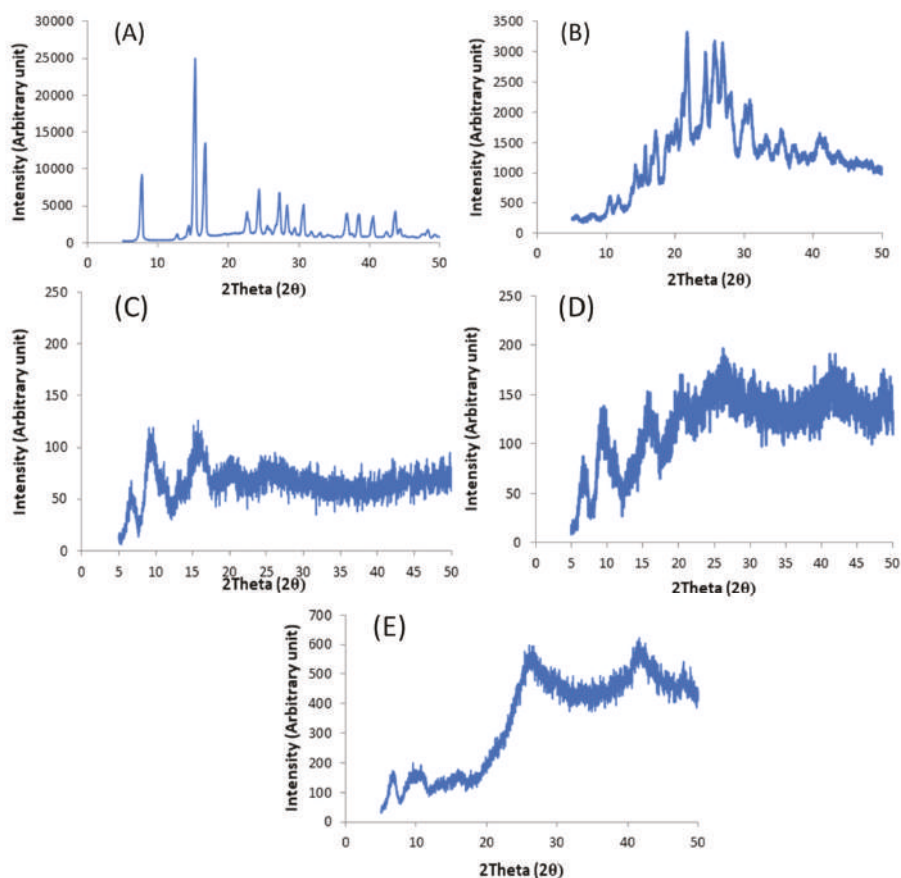 (A)
Intensity (Arbitrary unit)
30000
25000
20000
15000
10000
5000
0
0 10 20 30 40 50
2Theta (2θ)
(B)
Intensity (Arbitrary unit)
3500
3000
2500
2000
1500
1000
500
0
0 10 20 30 40 50
2Theta (2θ)
(C)
Intensity (Arbitrary unit)
250
200
150
100
50
0
0 5 10 15 20 25 30 35 40 45 50
2Theta (2θ)
(D)
Intensity (Arbitrary unit)
250
200
150
100
50
0
0 5 10 15 20 25 30 35 40 45 50
2Theta (2θ)
(E)
Intensity (Arbitrary unit)
700
600
500
400
300
200
100
0
0 10 20 30 40 50
2Theta (2θ)